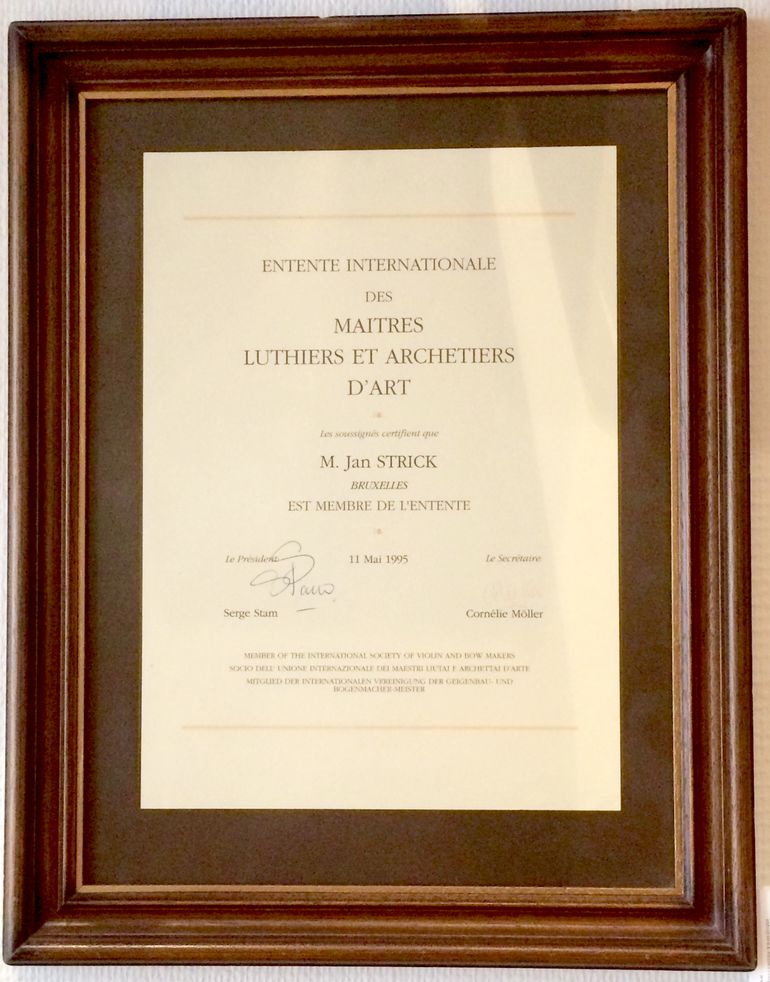 ENTENTE INTERNATIONALE
DES
MAITRES
LUTHIERS ET ARCHETIERS
D'ART
Les soussignés certifient que
M. Jan STRICK
BRUXELLES
EST MEMBRE DE L'ENTENTE
Le Président 11 Mai 1995 Le Secrétaire
Serge Stam Cornélie Möller
MEMBER OF THE INTERNATIONAL SOCIETY OF VIOLIN AND BOW MAKERS
SOCIO DELL' UNIONE INTERNAZIONALE DEI MAESTRI LIUTAI E ARCHETTAI D'ARTE
MITGLIED DER INTERNATIONALEN VEREINIGUNG DER GEIGENBAU- UND
BOGENMACHER-MEISTER